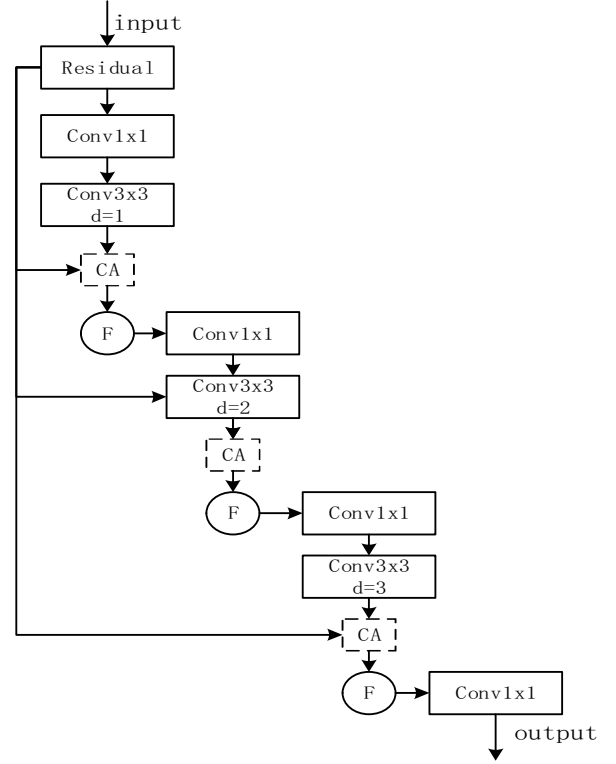 input
Residual
Conv1x1
Conv3x3
d=1
CA
F
Conv1x1
Conv3x3
d=2
CA
F
Conv1x1
Conv3x3
d=3
CA
F
Conv1x1
output